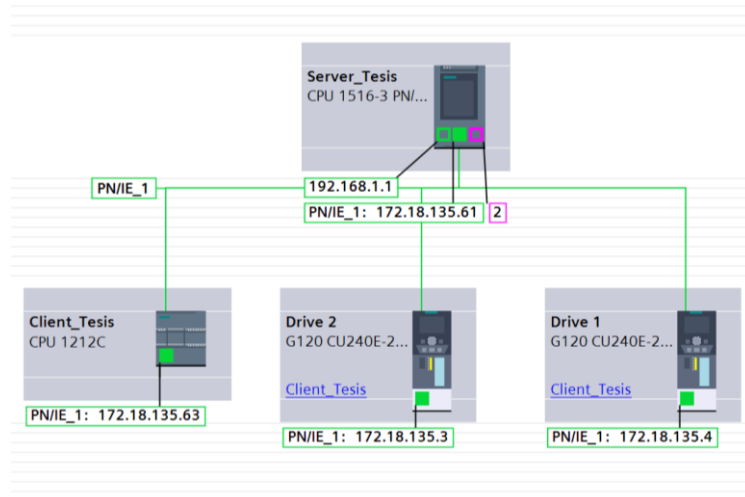 Server_Tesis
CPU 1516-3 PN/...
PN/IE_1
192.168.1.1
PN/IE_1: 172.18.135.61
2
Client_Tesis
CPU 1212C
PN/IE_1: 172.18.135.63
Drive 2
G120 CU240E-2...
Client_Tesis
PN/IE_1: 172.18.135.3
Drive 1
G120 CU240E-2...
Client_Tesis
PN/IE_1: 172.18.135.4